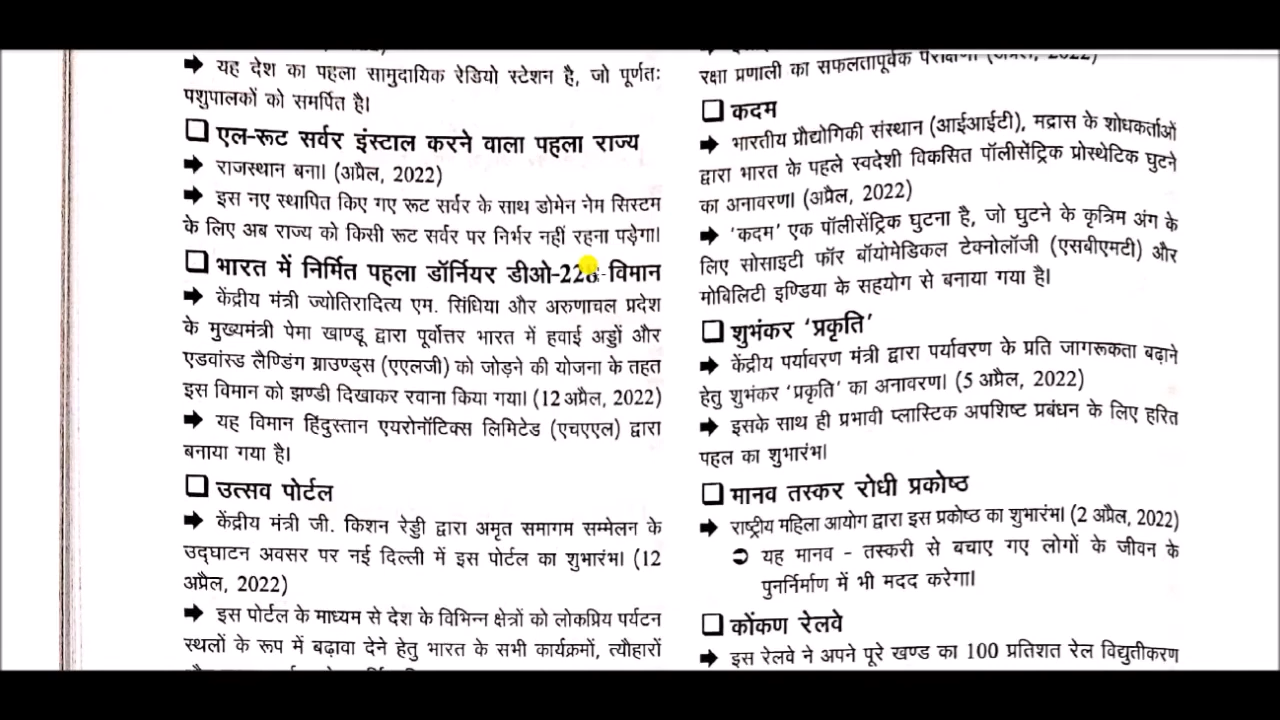 ➡ यह देश का पहला सामुदायिक रेडियो स्टेशन है, जो पूर्णतः
पशुपालकों को समर्पित है।
❑ एल-रूट सर्वर इंस्टाल करने वाला पहला राज्य
➡ राजस्थान बना। (अप्रैल, 2022)
➡ इस नए स्थापित किए गए रूट सर्वर के साथ डोमेन नेम सिस्टम
के लिए अब राज्य को किसी रूट सर्वर पर निर्भर नहीं रहना पड़ेगा।
❑ भारत में निर्मित पहला डॉर्नियर डीओ-228 विमान
➡ केंद्रीय मंत्री ज्योतिरादित्य एम. सिंधिया और अरुणाचल प्रदेश
के मुख्यमंत्री पेमा खाण्डू द्वारा पूर्वोत्तर भारत में हवाई अड्डों और
एडवांस्ड लैण्डिंग ग्राउण्ड्स (एएलजी) को जोड़ने की योजना के तहत
इस विमान को झण्डी दिखाकर रवाना किया गया। (12 अप्रैल, 2022)
➡ यह विमान हिंदुस्तान एयरोनॉटिक्स लिमिटेड (एचएएल) द्वारा
बनाया गया है।
❑ उत्सव पोर्टल
➡ केंद्रीय मंत्री जी. किशन रेड्डी द्वारा अमृत समागम सम्मेलन के
उद्घाटन अवसर पर नई दिल्ली में इस पोर्टल का शुभारंभ। (12
अप्रैल, 2022)
➡ इस पोर्टल के माध्यम से देश के विभिन्न क्षेत्रों को लोकप्रिय पर्यटन
स्थलों के रूप में बढ़ावा देने हेतु भारत के सभी कार्यक्रमों, त्यौहारों
रक्षा प्रणाली का सफलतापूर्वक परीक्षण। (अप्रैल, 2022)
❑ कदम
➡ भारतीय प्रौद्योगिकी संस्थान (आईआईटी), मद्रास के शोधकर्ताओं
द्वारा भारत के पहले स्वदेशी विकसित पॉलीसेंट्रिक प्रोस्थेटिक घुटने
का अनावरण। (अप्रैल, 2022)
➡ 'कदम' एक पॉलीसेंट्रिक घुटना है, जो घुटने के कृत्रिम अंग के
लिए सोसाइटी फॉर बॉयोमेडिकल टेक्नोलॉजी (एसबीएमटी) और
मोबिलिटी इण्डिया के सहयोग से बनाया गया है।
❑ शुभंकर 'प्रकृति'
➡ केंद्रीय पर्यावरण मंत्री द्वारा पर्यावरण के प्रति जागरूकता बढ़ाने
हेतु शुभंकर 'प्रकृति' का अनावरण। (5 अप्रैल, 2022)
➡ इसके साथ ही प्रभावी प्लास्टिक अपशिष्ट प्रबंधन के लिए हरित
पहल का शुभारंभ।
❑ मानव तस्कर रोधी प्रकोष्ठ
➡ राष्ट्रीय महिला आयोग द्वारा इस प्रकोष्ठ का शुभारंभ। (2 अप्रैल, 2022)
➲ यह मानव - तस्करी से बचाए गए लोगों के जीवन के
पुनर्निर्माण में भी मदद करेगा।
❑ कोंकण रेलवे
➡ इस रेलवे ने अपने पूरे खण्ड का 100 प्रतिशत रेल विद्युतीकरण